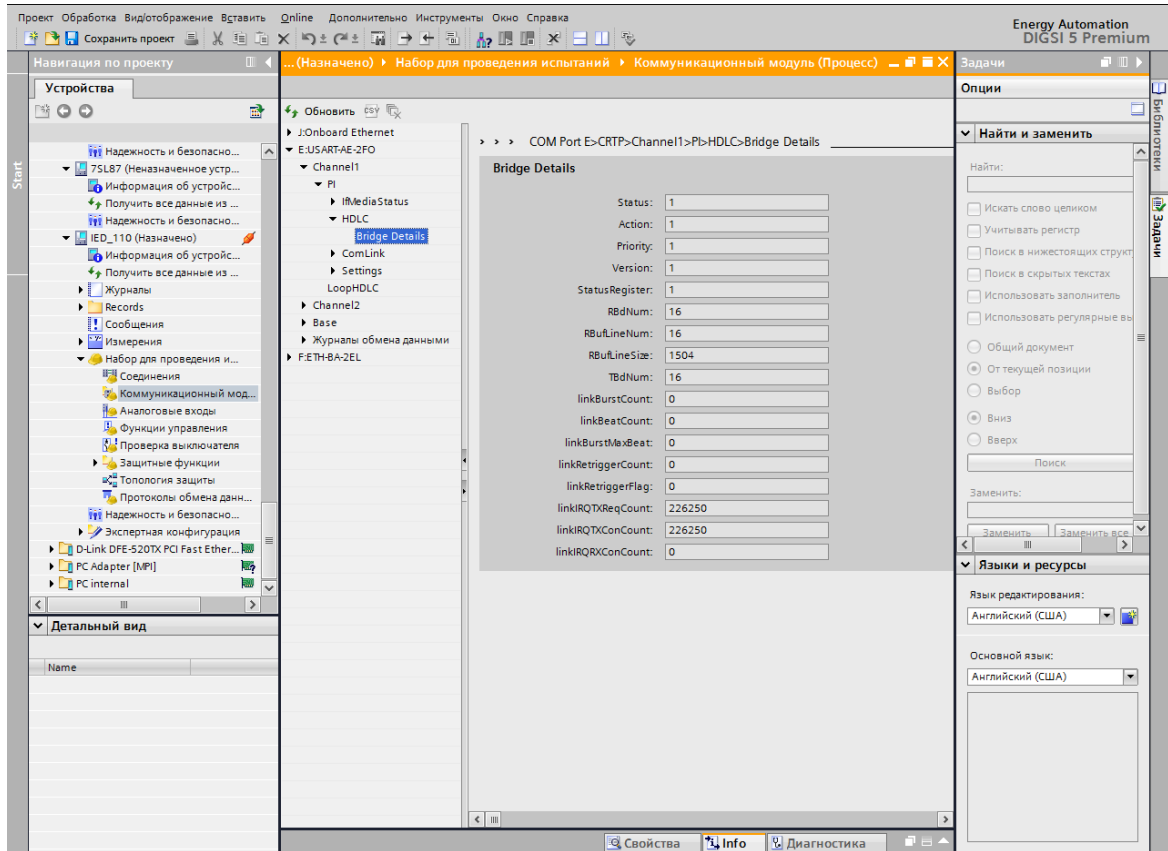 Проект Обработка Вид/отображение Вставить Online Дополнительно Инструменты Окно Справка
Energy Automation
DIGSI 5 Premium
Сохранить проект
Навигация по проекту
...(Назначено) Набор для проведения испытаний Коммуникационный модуль (Процесс)
Задачи
Устройства
Опции
Обновить
Start
Надежность и безопасно...
7SL87 (Неназначенное устр...
Информация об устройс...
Получить все данные из ...
Надежность и безопасно...
IED_110 (Назначено)
Информация об устройс...
Получить все данные из ...
Журналы
Records
Сообщения
Измерения
Набор для проведения и...
Соединения
Коммуникационный мод...
Аналоговые входы
Функции управления
Проверка выключателя
Защитные функции
Топология защиты
Протоколы обмена данн...
Надежность и безопасно...
Экспертная конфигурация
D-Link DFE-520TX PCI Fast Ether...
PC Adapter [MPI]
PC internal
Детальный вид
Name
J:Onboard Ethernet
E:USART-AE-2FO
Channel1
PI
IfMediaStatus
HDLC
Bridge Details
ComLink
Settings
LoopHDLC
Channel2
Base
Журналы обмена данными
F:ETH-BA-2EL
> > > COM Port E>CRTP>Channel1>PI>HDLC>Bridge Details
Bridge Details
Status: 1
Action: 1
Priority: 1
Version: 1
StatusRegister: 1
RBdNum: 16
RBufLineNum: 16
RBufLineSize: 1504
TBdNum: 16
linkBurstCount: 0
linkBeatCount: 0
linkBurstMaxBeat: 0
linkRetriggerCount: 0
linkRetriggerFlag: 0
linkIRQTXReqCount: 226250
linkIRQTXConCount: 226250
linkIRQRXConCount: 0
Свойства
Info
Диагностика
Найти и заменить
Найти:
Искать слово целиком
Учитывать регистр
Поиск в нижестоящих структ
Поиск в скрытых текстах
Использовать заполнитель
Использовать регулярные вы
Общий документ
От текущей позиции
Выбор
Вниз
Вверх
Поиск
Заменить:
Заменить
Заменить все
Языки и ресурсы
Язык редактирования:
Английский (США)
Основной язык:
Английский (США)
Библиотеки
Задачи